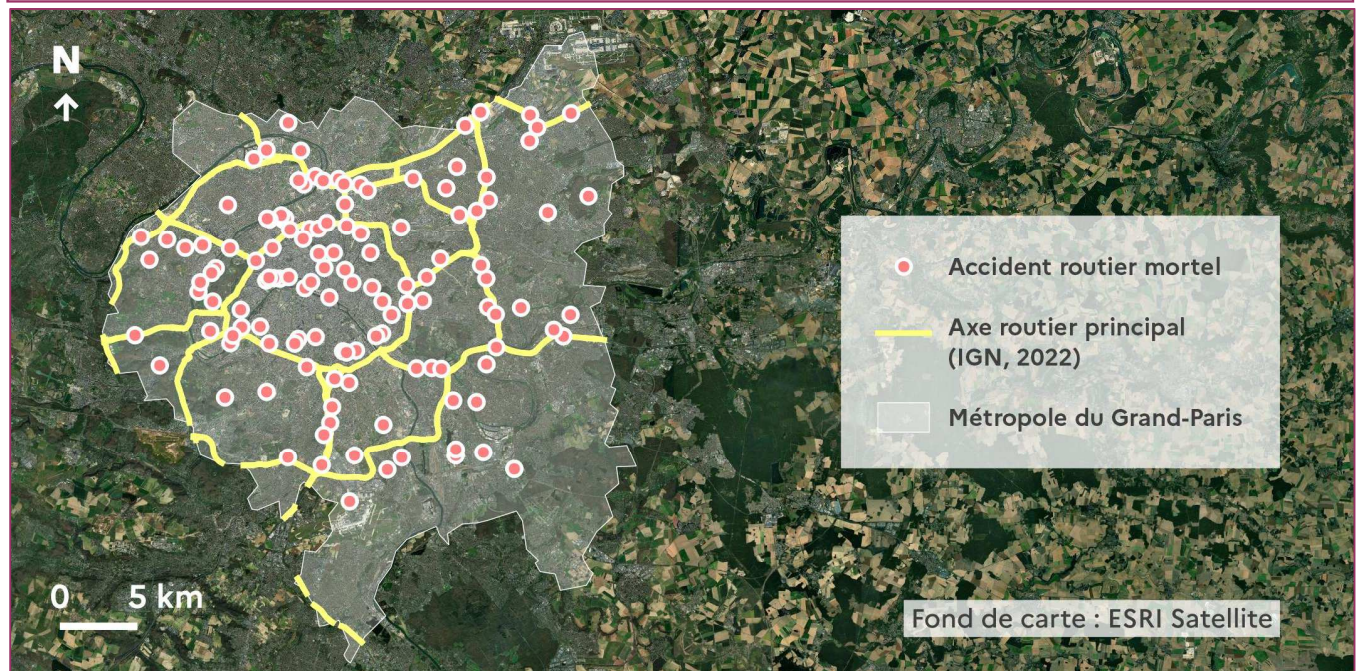 N
Accident routier mortel
Axe routier principal
(IGN, 2022)
Métropole du Grand-Paris
0 5 km
Fond de carte : ESRI Satellite